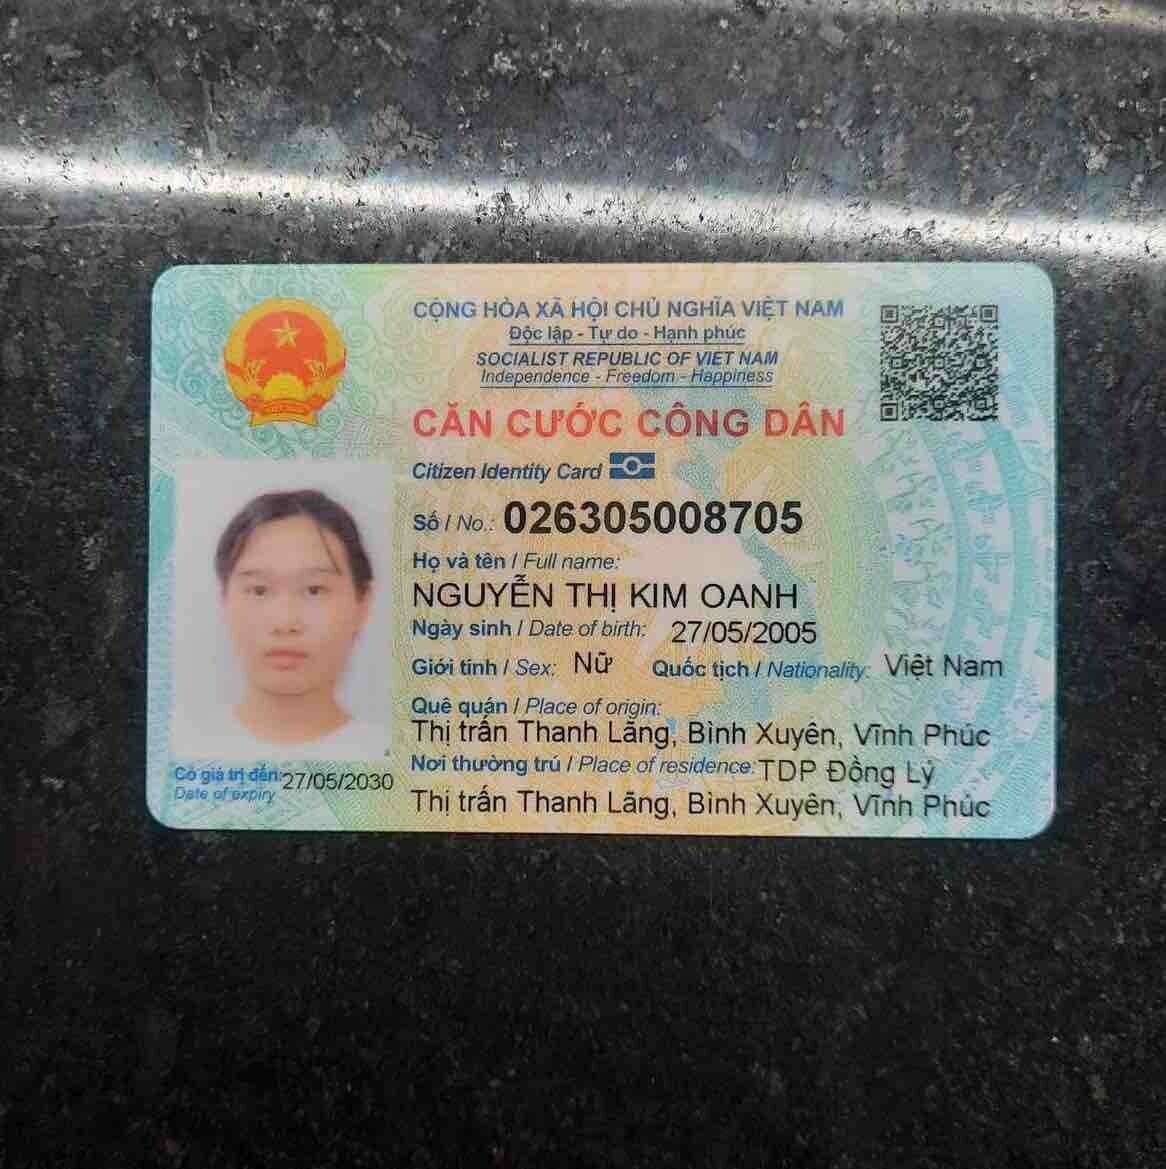 CỘNG HÒA XÃ HỘI CHỦ NGHĨA VIỆT NAM
Độc lập - Tự do - Hạnh phúc
SOCIALIST REPUBLIC OF VIET NAM
Independence - Freedom - Happiness
CĂN CƯỚC CÔNG DÂN
Citizen Identity Card
Số / No.: 026305008705
Họ và tên / Full name:
NGUYỄN THỊ KIM OANH
Ngày sinh / Date of birth: 27/05/2005
Giới tính / Sex: Nữ Quốc tịch / Nationality: Việt Nam
Quê quán / Place of origin:
Thị trấn Thanh Lãng, Bình Xuyên, Vĩnh Phúc
Nơi thường trú / Place of residence: TDP Đồng Lý
Thị trấn Thanh Lãng, Bình Xuyên, Vĩnh Phúc
Có giá trị đến: 27/05/2030
Date of expiry